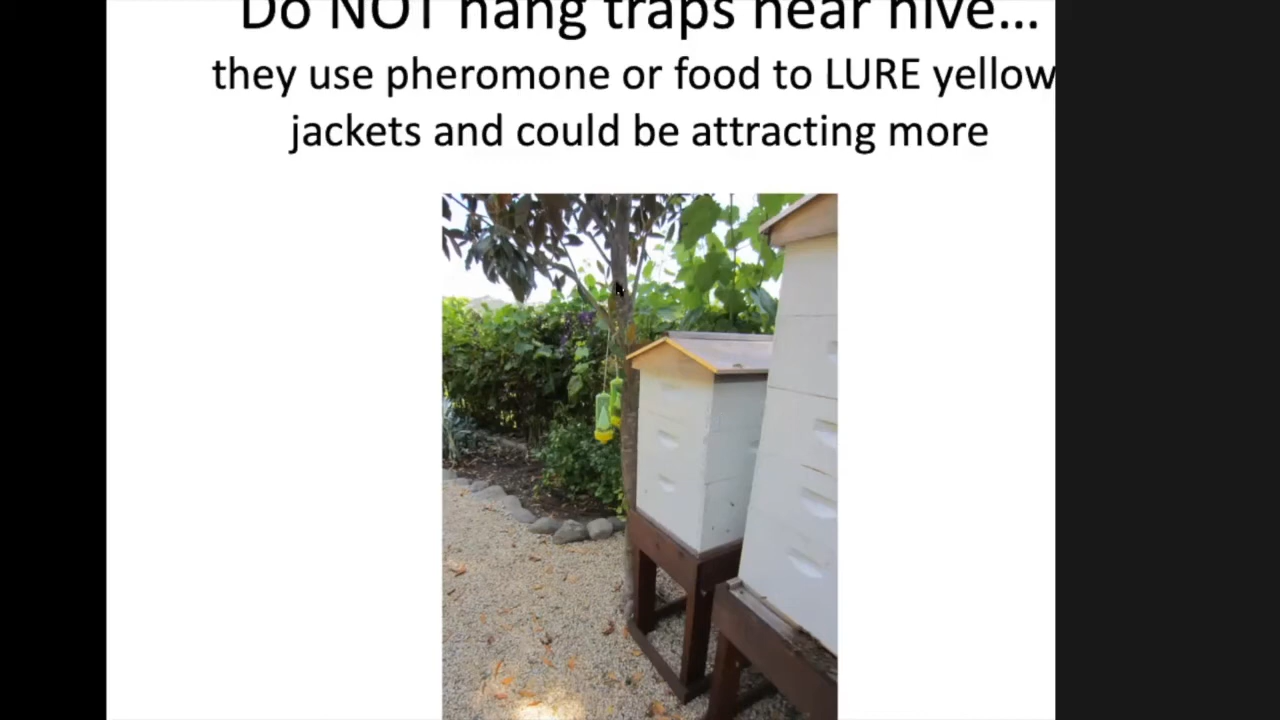 Do NOT hang traps near hive…
they use pheromone or food to LURE yellow
jackets and could be attracting more